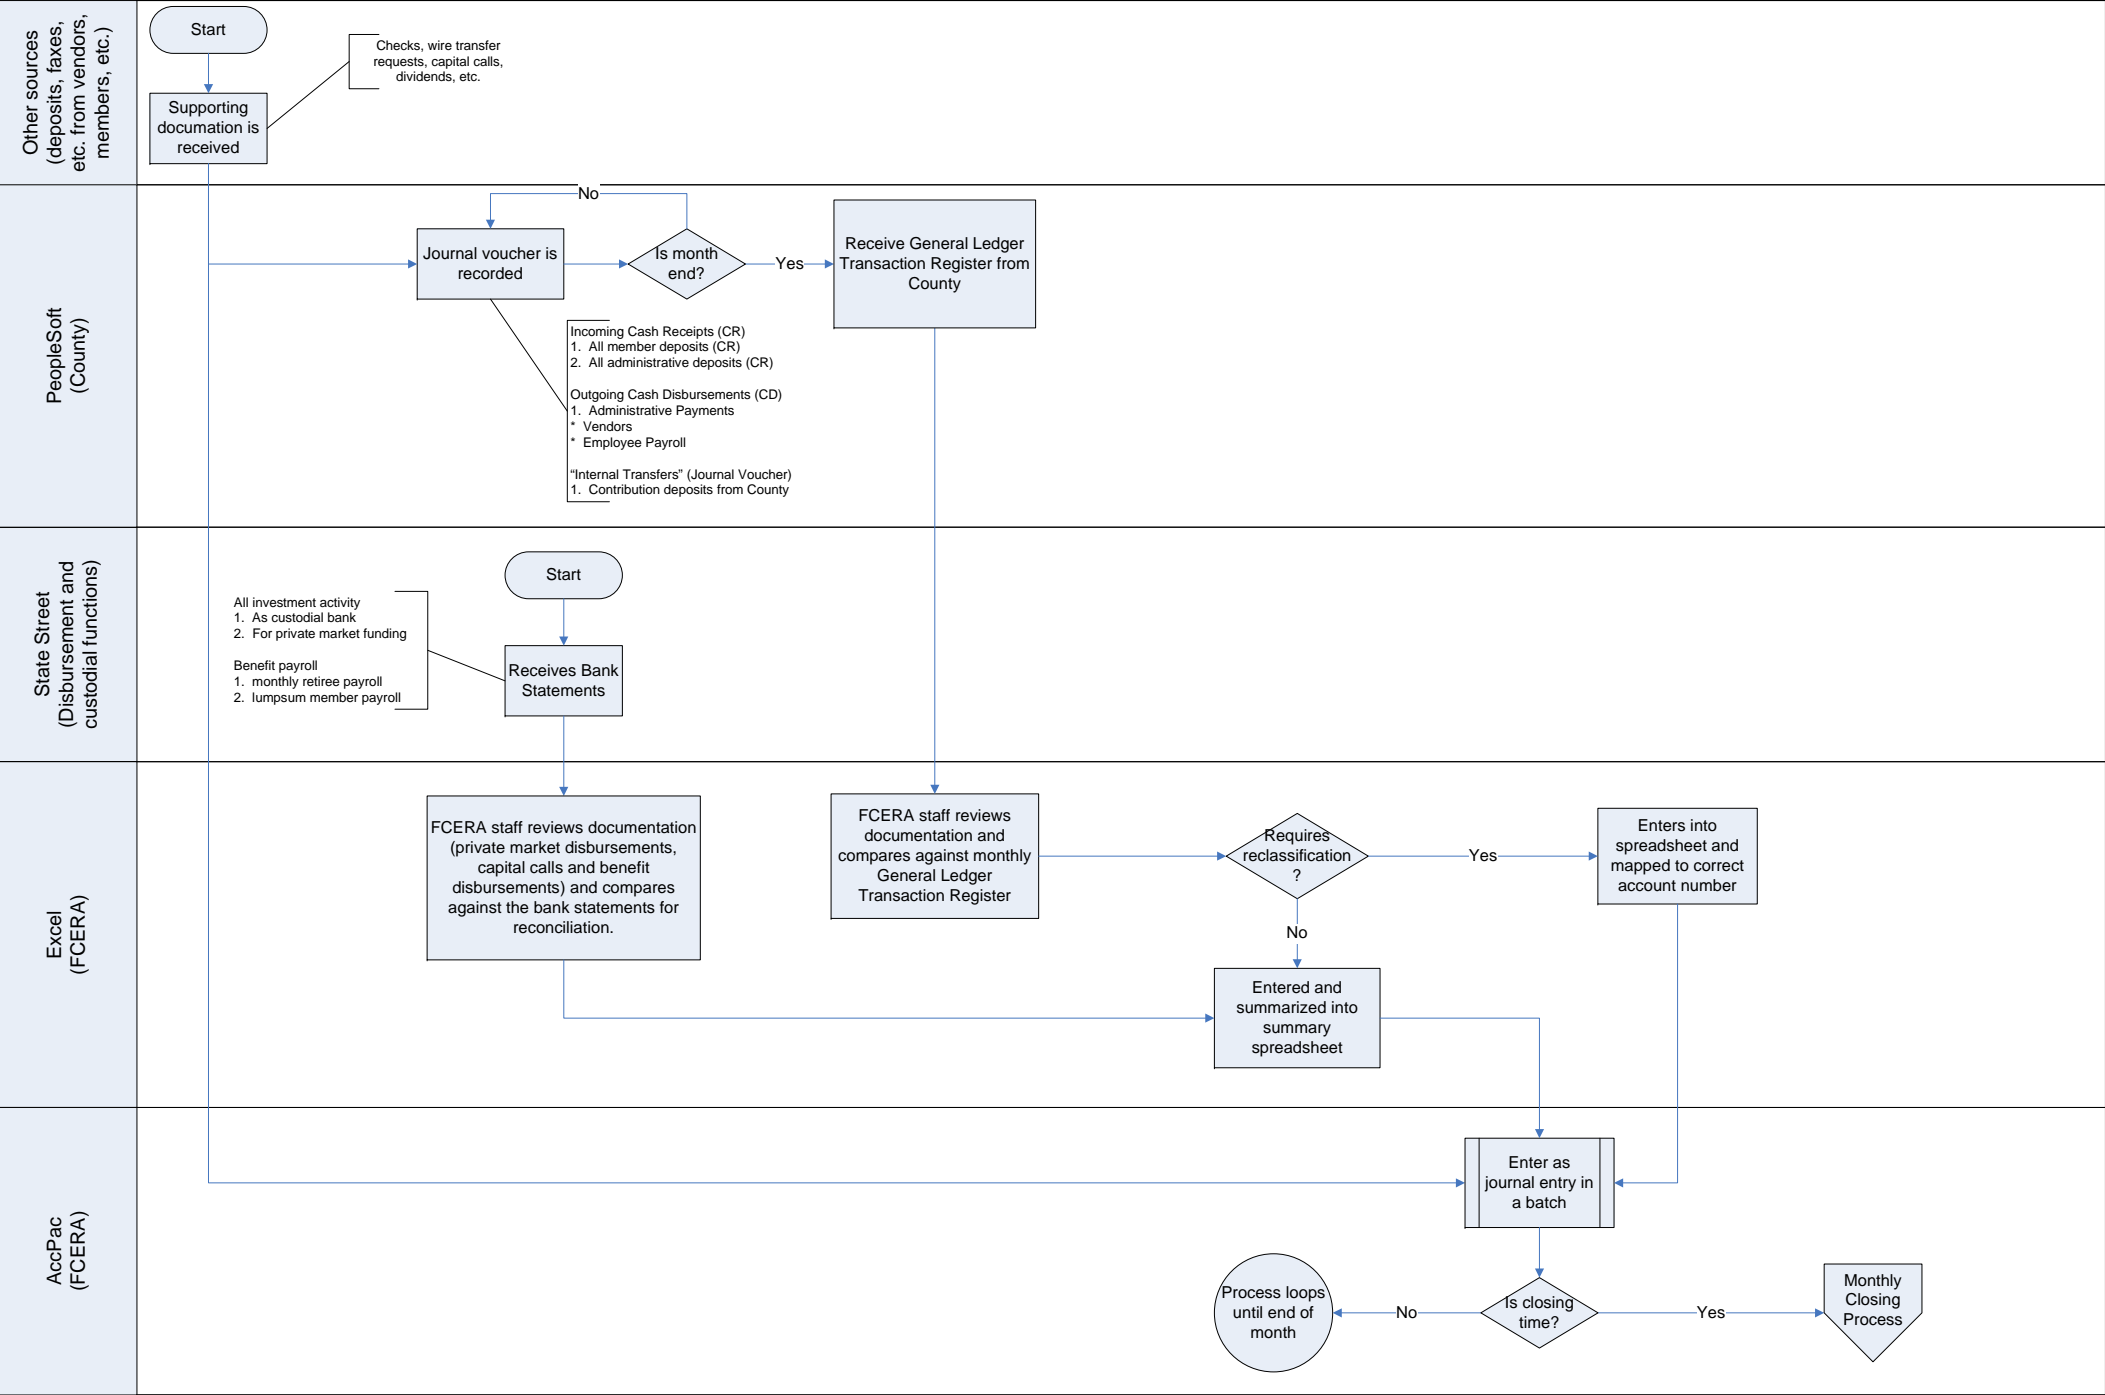 Other sources
(deposits, faxes,
etc. from vendors,
members, etc.)
Start
Supporting
documation is
received
Checks, wire transfer
requests, capital calls,
dividends, etc.
PeopleSoft
(County)
No
Journal voucher is
recorded
Is month
end?
Yes
Receive General Ledger
Transaction Register from
County
Incoming Cash Receipts (CR)
1. All member deposits (CR)
2. All administrative deposits (CR)
Outgoing Cash Disbursements (CD)
1. Administrative Payments
* Vendors
* Employee Payroll
“Internal Transfers” (Journal Voucher)
1. Contribution deposits from County
State Street
(Disbursement and
custodial functions)
Start
All investment activity
1. As custodial bank
2. For private market funding
Benefit payroll
1. monthly retiree payroll
2. lumpsum member payroll
Receives Bank
Statements
Excel
(FCERA)
FCERA staff reviews documentation
(private market disbursements,
capital calls and benefit
disbursements) and compares
against the bank statements for
reconciliation.
FCERA staff reviews
documentation and
compares against monthly
General Ledger
Transaction Register
Requires
reclassification
?
Yes
Enters into
spreadsheet and
mapped to correct
account number
No
Entered and
summarized into
summary
spreadsheet
AccPac
(FCERA)
Enter as
journal entry in
a batch
Process loops
until end of
month
No
Is closing
time?
Yes
Monthly
Closing
Process